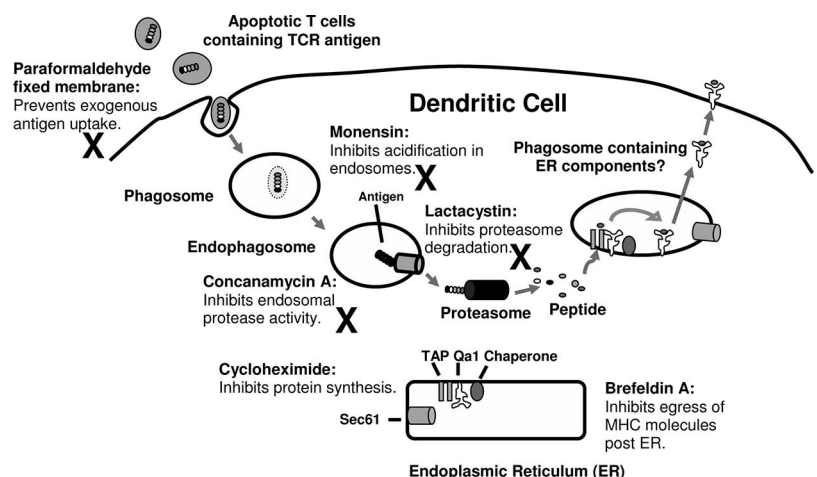 Apoptotic T cells
containing TCR antigen
Paraformaldehyde
fixed membrane:
Prevents exogenous
antigen uptake.
X
Dendritic Cell
Monensin:
Inhibits acidification in
endosomes.
X
Phagosome containing
ER components?
Phagosome
Antigen
Lactacystin:
Inhibits proteasome
degradation.
X
Endophagosome
Concanamycin A:
Inhibits endosomal
protease activity.
X
Proteasome
Peptide
Cycloheximide:
Inhibits protein synthesis.
TAP Qa1 Chaperone
Sec61
Brefeldin A:
Inhibits egress of
MHC molecules
post ER.
Endoplasmic Reticulum (ER)